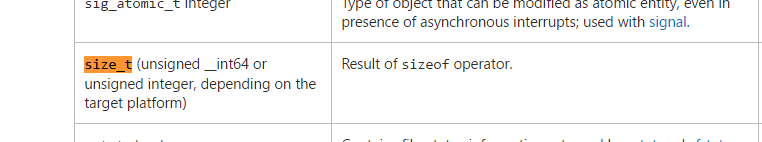 sig_atomic_t integer
Type of object that can be modified as atomic entity, even in
presence of asynchronous interrupts; used with signal.
size_t (unsigned __int64 or
unsigned integer, depending on the
target platform)
Result of sizeof operator.